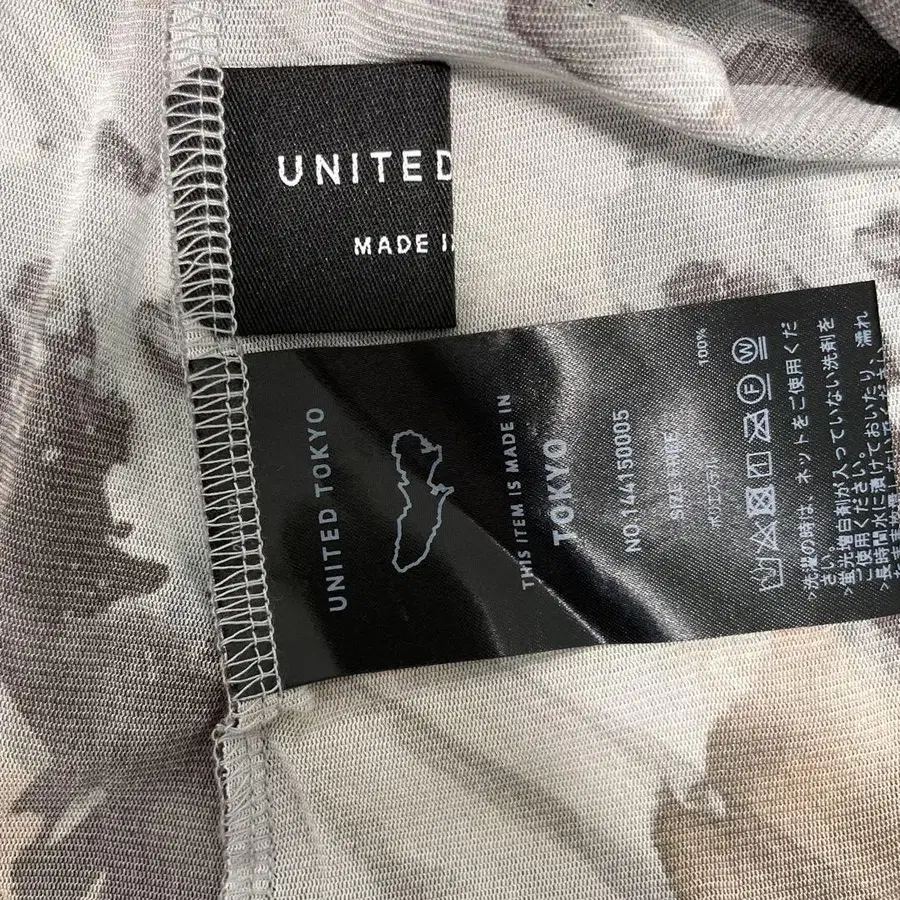 UNITED
MADE I
UNITED TOKYO
THIS ITEM IS MADE IN
TOKYO
NO.144150005
SIZE FREE
ポリエステル 100%
>洗濯の時は、ネットをご使用くだ
さい。
>蛍光増白剤が入っていない洗剤を
ご使用ください。
>長時間水に漬けておいたり、濡れ